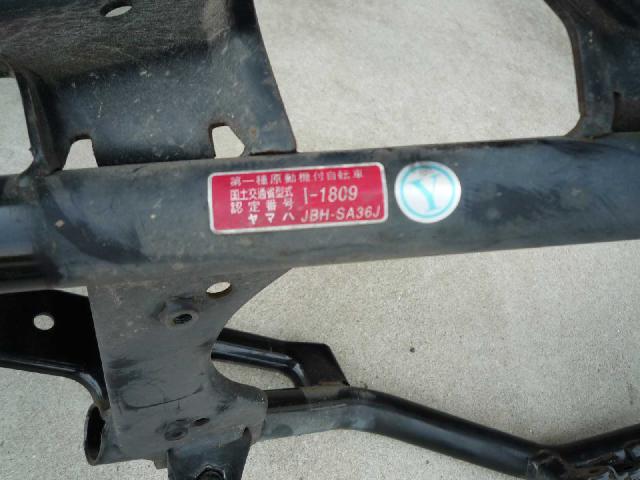 第一種原動機付自転車
国土交通省型式
認定番号 I-1809
ヤマハ JBH-SA36J
Y